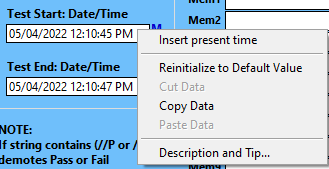 Test Start: Date/Time
05/04/2022 12:10:45 PM
M
Mem2
Insert present time
Test End: Date/Time
Reinitialize to Default Value
05/04/2022 12:10:47 PM
Cut Data
Copy Data
Paste Data
NOTE:
If string contains (//P or /
demotes Pass or Fail
Description and Tip...